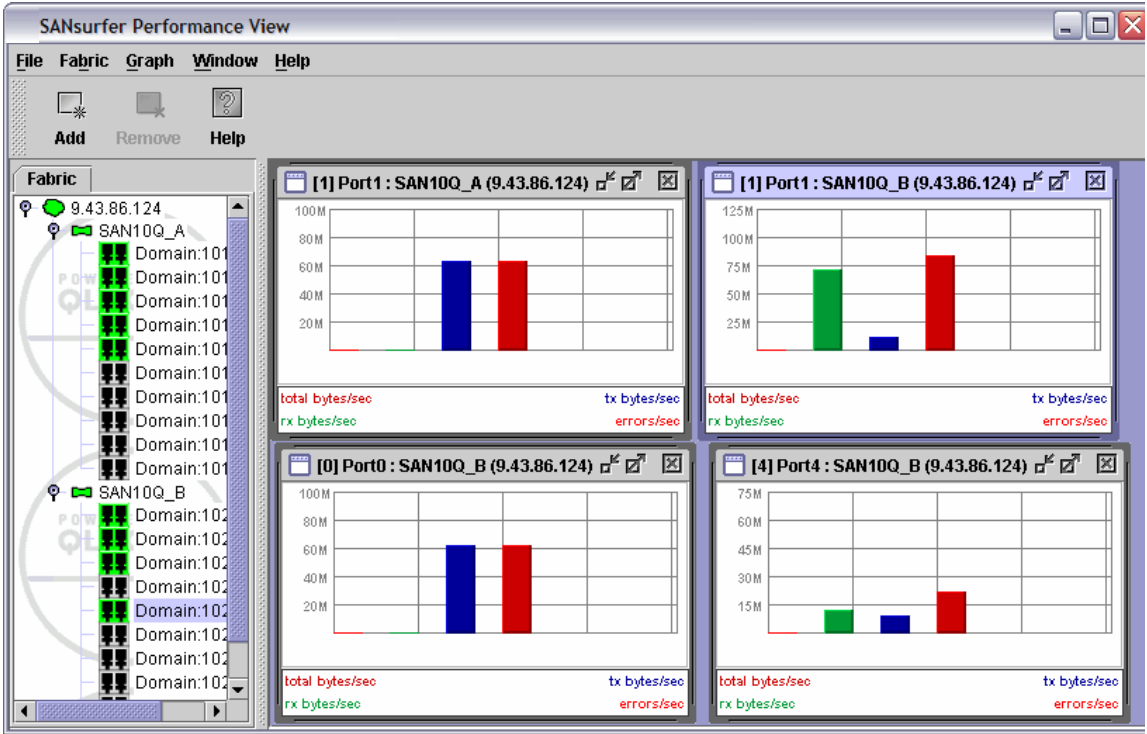 SANsurfer Performance View
File Fabric Graph Window Help
Add Remove Help
Fabric
9.43.86.124
SAN10Q_A
Domain:101
Domain:101
Domain:101
Domain:101
Domain:101
Domain:101
Domain:101
Domain:101
Domain:101
Domain:101
SAN10Q_B
Domain:102
Domain:102
Domain:102
Domain:102
Domain:102
Domain:102
Domain:102
Domain:102
[1] Port1 : SAN10Q_A (9.43.86.124)
100M
80M
60M
40M
20M
total bytes/sec tx bytes/sec
rx bytes/sec errors/sec
[1] Port1 : SAN10Q_B (9.43.86.124)
125M
100M
75M
50M
25M
total bytes/sec tx bytes/sec
rx bytes/sec errors/sec
[0] Port0 : SAN10Q_B (9.43.86.124)
100M
80M
60M
40M
20M
total bytes/sec tx bytes/sec
rx bytes/sec errors/sec
[4] Port4 : SAN10Q_B (9.43.86.124)
75M
60M
45M
30M
15M
total bytes/sec tx bytes/sec
rx bytes/sec errors/sec